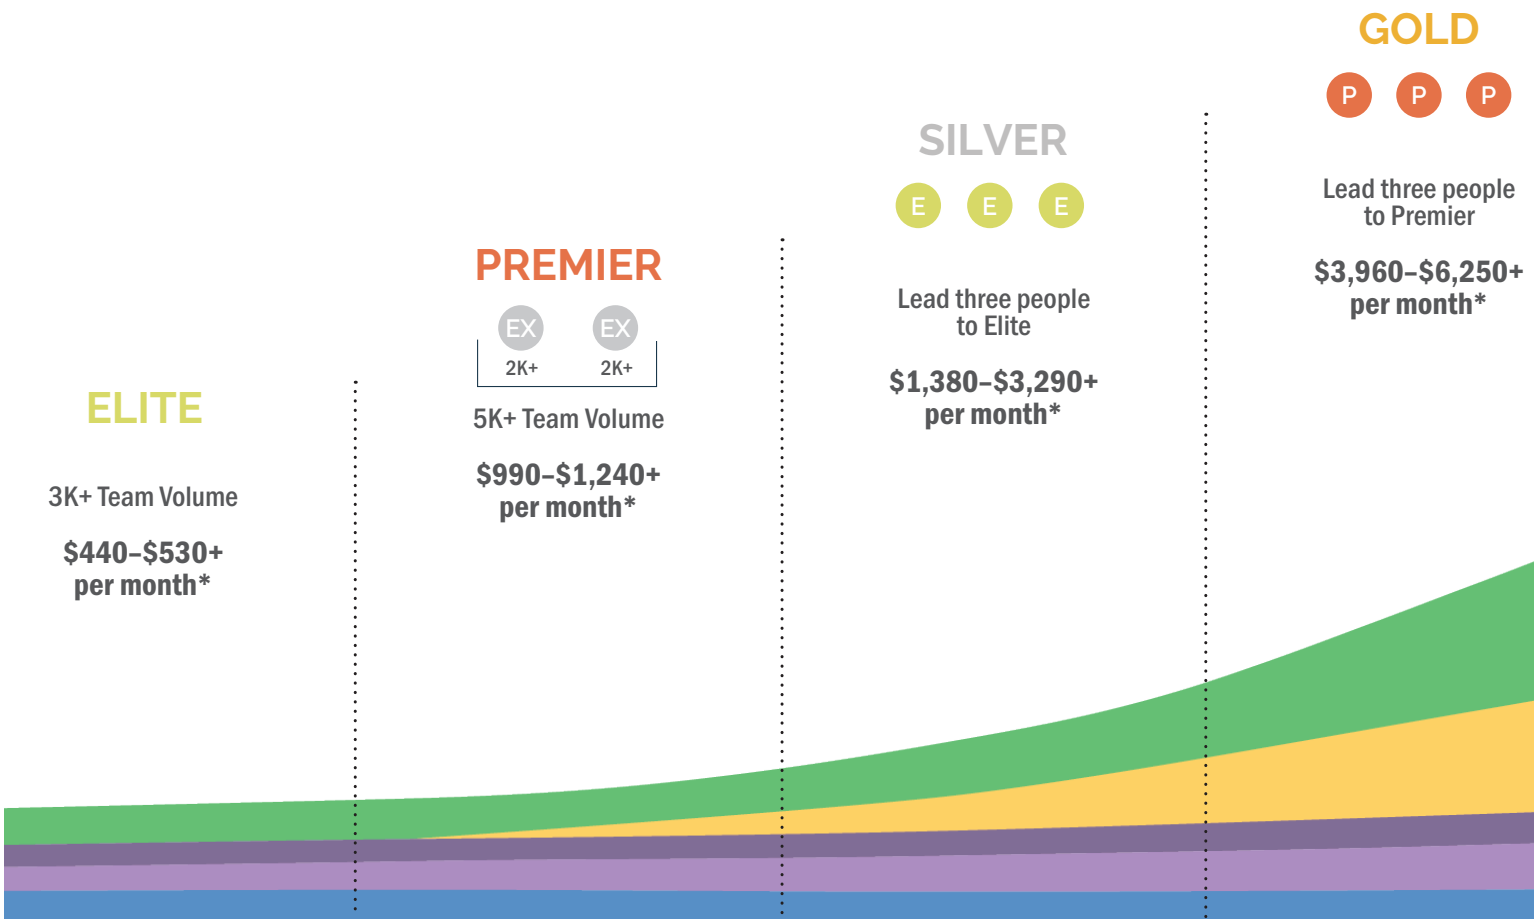 ELITE
3K+ Team Volume
$440–$530+
per month*
PREMIER
EX EX
2K+ 2K+
5K+ Team Volume
$990–$1,240+
per month*
SILVER
E E E
Lead three people
to Elite
$1,380–$3,290+
per month*
GOLD
P P P
Lead three people
to Premier
$3,960–$6,250+
per month*